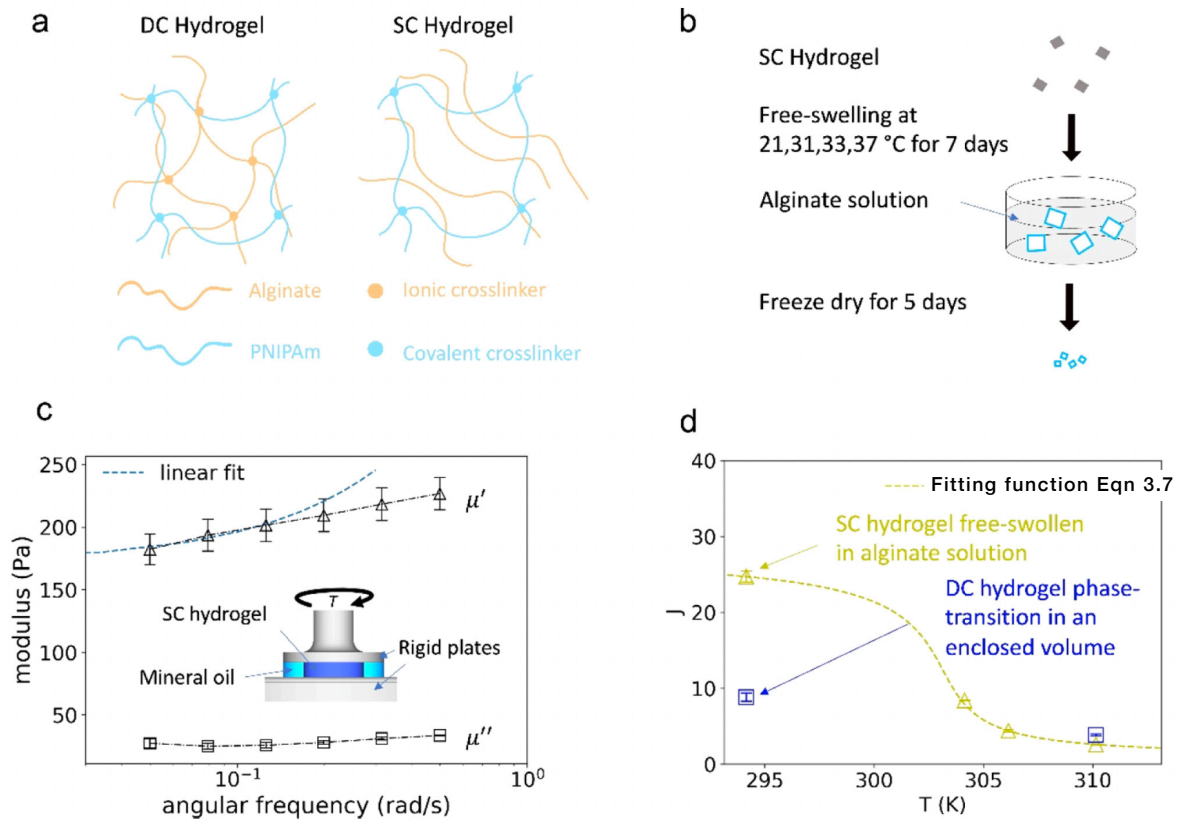 a
DC Hydrogel
SC Hydrogel
Alginate
Ionic crosslinker
PNIPAm
Covalent crosslinker
b
SC Hydrogel
Free-swelling at
21,31,33,37 °C for 7 days
Alginate solution
Freeze dry for 5 days
c
250
200
150
100
50
modulus (Pa)
linear fit
μ′
T
SC hydrogel
Rigid plates
Mineral oil
μ′′
10⁻¹
10⁰
angular frequency (rad/s)
d
40
30
20
10
0
J
Fitting function Eqn 3.7
SC hydrogel free-swollen
in alginate solution
DC hydrogel phase-
transition in an
enclosed volume
295
300
305
310
T (K)